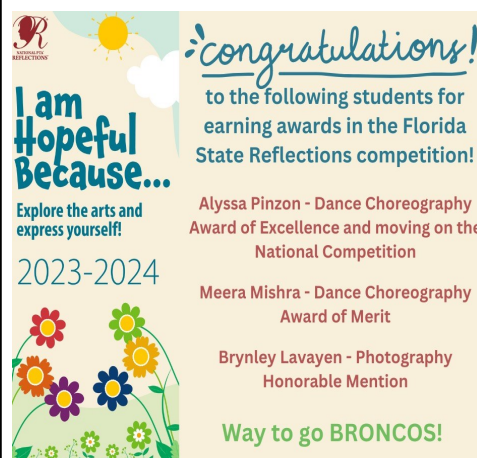 NATIONAL PTA
REFLECTIONS
I am
Hopeful
Because...
Explore the arts and
express yourself!
2023-2024
congratulations!
to the following students for
earning awards in the Florida
State Reflections competition!
Alyssa Pinzon - Dance Choreography
Award of Excellence and moving on the
National Competition
Meera Mishra - Dance Choreography
Award of Merit
Brynley Lavayen - Photography
Honorable Mention
Way to go BRONCOS!